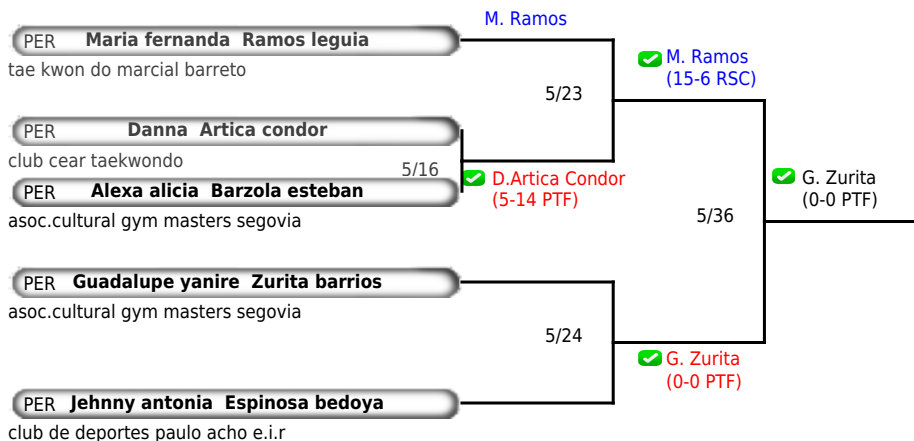 M. Ramos
PER Maria fernanda Ramos leguia
tae kwon do marcial barreto
M. Ramos
(15-6 RSC)
5/23
PER Danna Artica condor
club cear taekwondo
5/16
D.Artica Condor
(5-14 PTF)
PER Alexa alicia Barzola esteban
asoc.cultural gym masters segovia
G. Zurita
(0-0 PTF)
5/36
PER Guadalupe yanire Zurita barrios
asoc.cultural gym masters segovia
5/24
G. Zurita
(0-0 PTF)
PER Jehnny antonia Espinosa bedoya
club de deportes paulo acho e.i.r